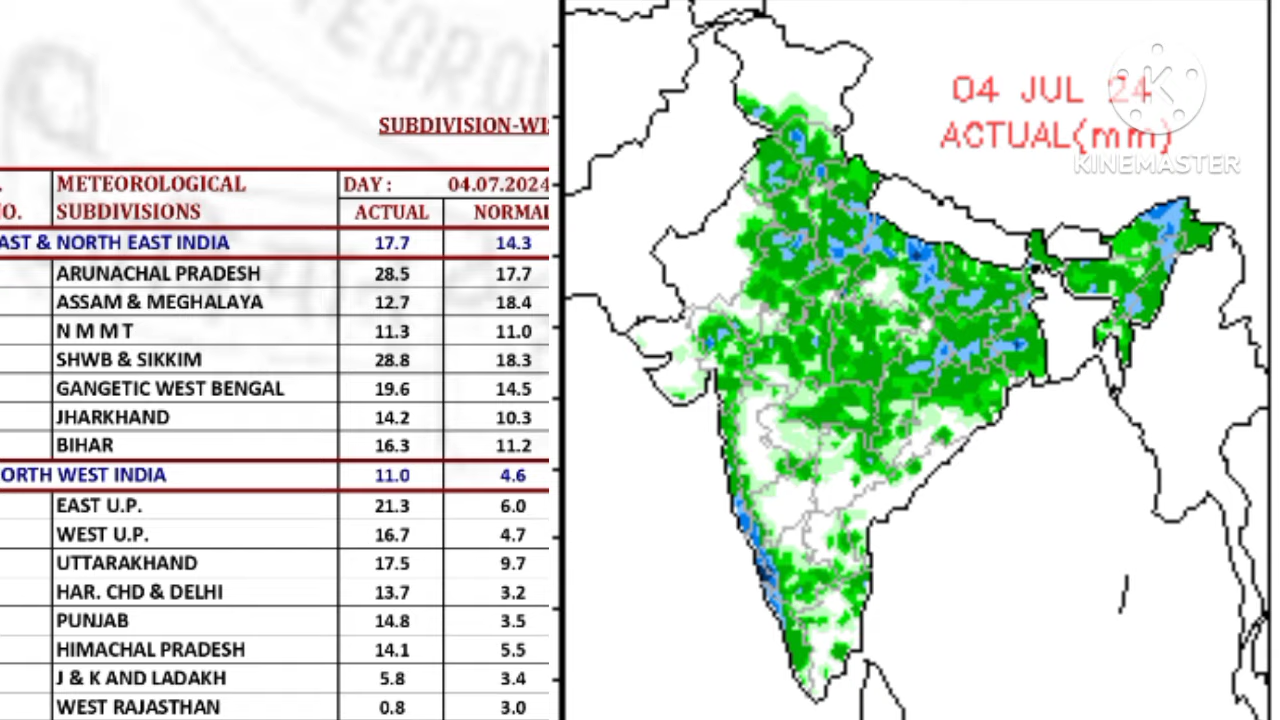 EGRO
SUBDIVISION-WI
. METEOROLOGICAL DAY : 04.07.2024
NO. SUBDIVISIONS ACTUAL NORMAL
AST & NORTH EAST INDIA 17.7 14.3
ARUNACHAL PRADESH 28.5 17.7
ASSAM & MEGHALAYA 12.7 18.4
N M M T 11.3 11.0
SHWB & SIKKIM 28.8 18.3
GANGETIC WEST BENGAL 19.6 14.5
JHARKHAND 14.2 10.3
BIHAR 16.3 11.2
ORTH WEST INDIA 11.0 4.6
EAST U.P. 21.3 6.0
WEST U.P. 16.7 4.7
UTTARAKHAND 17.5 9.7
HAR. CHD & DELHI 13.7 3.2
PUNJAB 14.8 3.5
HIMACHAL PRADESH 14.1 5.5
J & K AND LADAKH 5.8 3.4
WEST RAJASTHAN 0.8 3.0
04 JUL 24
ACTUAL(mm)
K
KINEMASTER